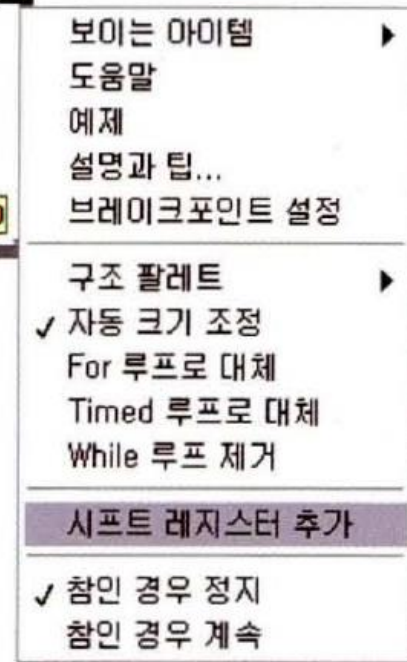 보이는 아이템
도움말
예제
설명과 팁...
브레이크포인트 설정
구조 팔레트
✓ 자동 크기 조정
For 루프로 대체
Timed 루프로 대체
While 루프 제거
시프트 레지스터 추가
✓ 참인 경우 정지
참인 경우 계속